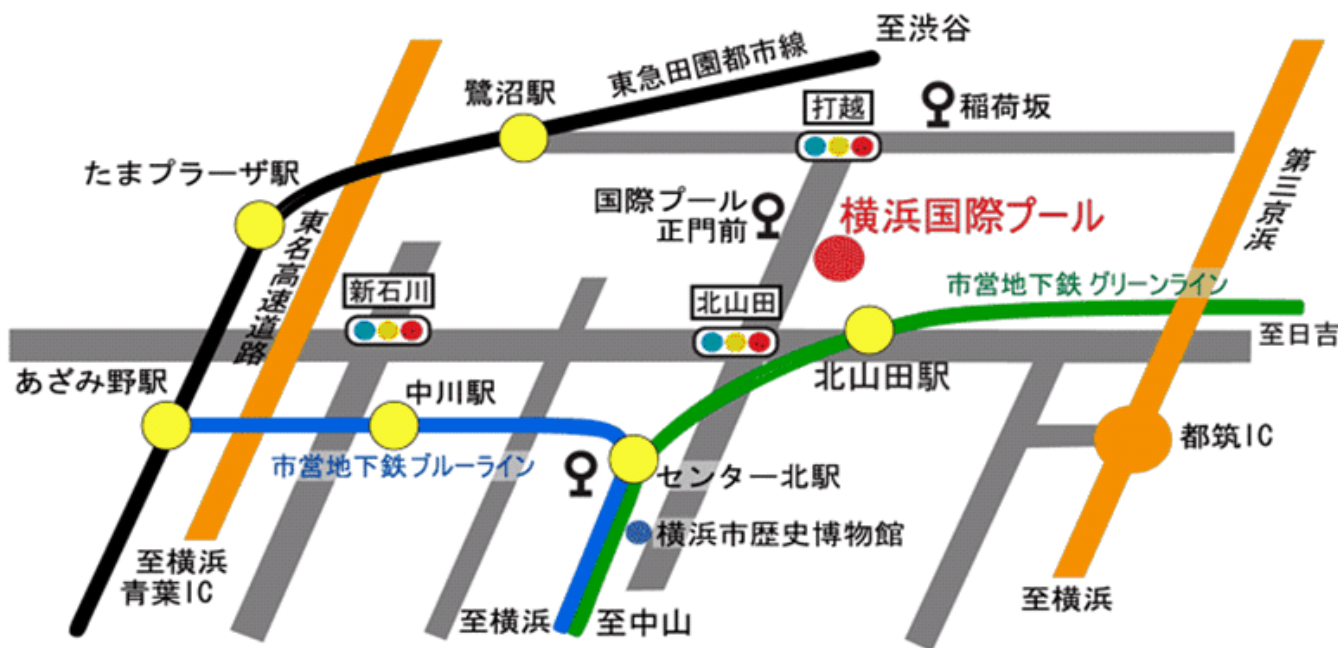 至渋谷
東急田園都市線
鷺沼駅
打越
稲荷坂
たまプラーザ駅
第三京浜
国際プール
正門前
横浜国際プール
東名高速道路
新石川
北山田
市営地下鉄 グリーンライン
至日吉
あざみ野駅
中川駅
北山田駅
都筑IC
市営地下鉄ブルーライン
センター北駅
横浜市歴史博物館
至横浜
青葉IC
至横浜
至中山
至横浜